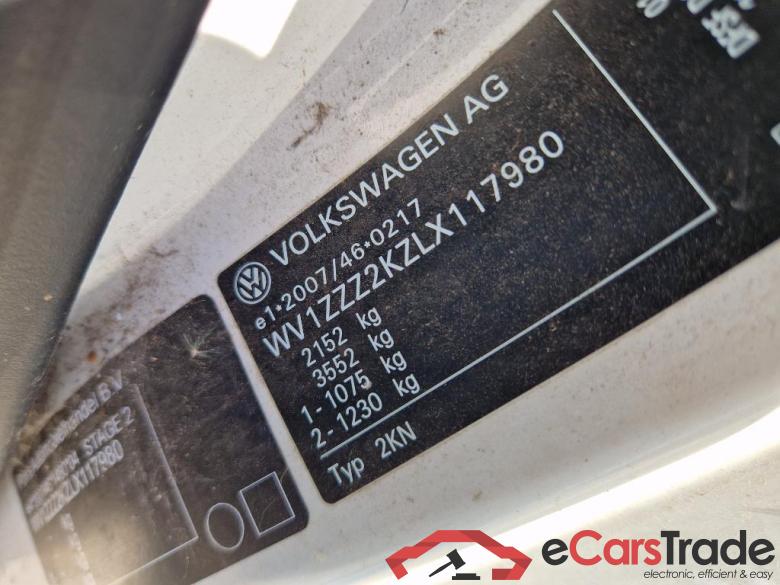 VOLKSWAGEN AG
e1*2007/46*0217
WV1ZZZ2KZLX117980
2152 kg
3552 kg
1 - 1075 kg
2 - 1230 kg
Typ 2KN
B.V.
STAGE 2
WV1ZZZ2KZLX117980
eCarsTrade
electronic, efficient & easy